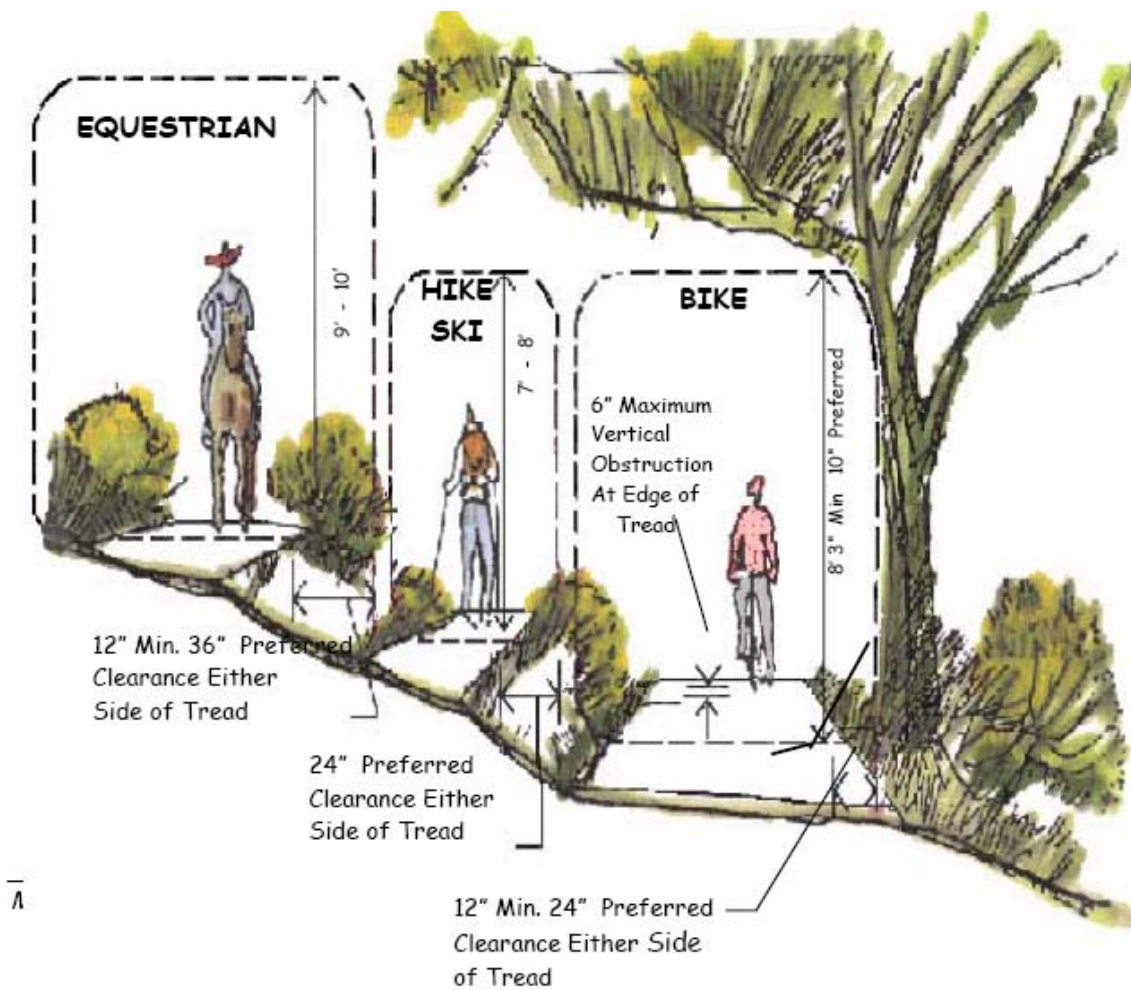 EQUESTRIAN
9' - 10'
HIKE
SKI
7' - 8'
BIKE
6" Maximum
Vertical
Obstruction
At Edge of
Tread
8' 3" Min 10" Preferred
12" Min. 36" Preferred
Clearance Either
Side of Tread
24" Preferred
Clearance Either
Side of Tread
12" Min. 24" Preferred
Clearance Either Side
of Tread